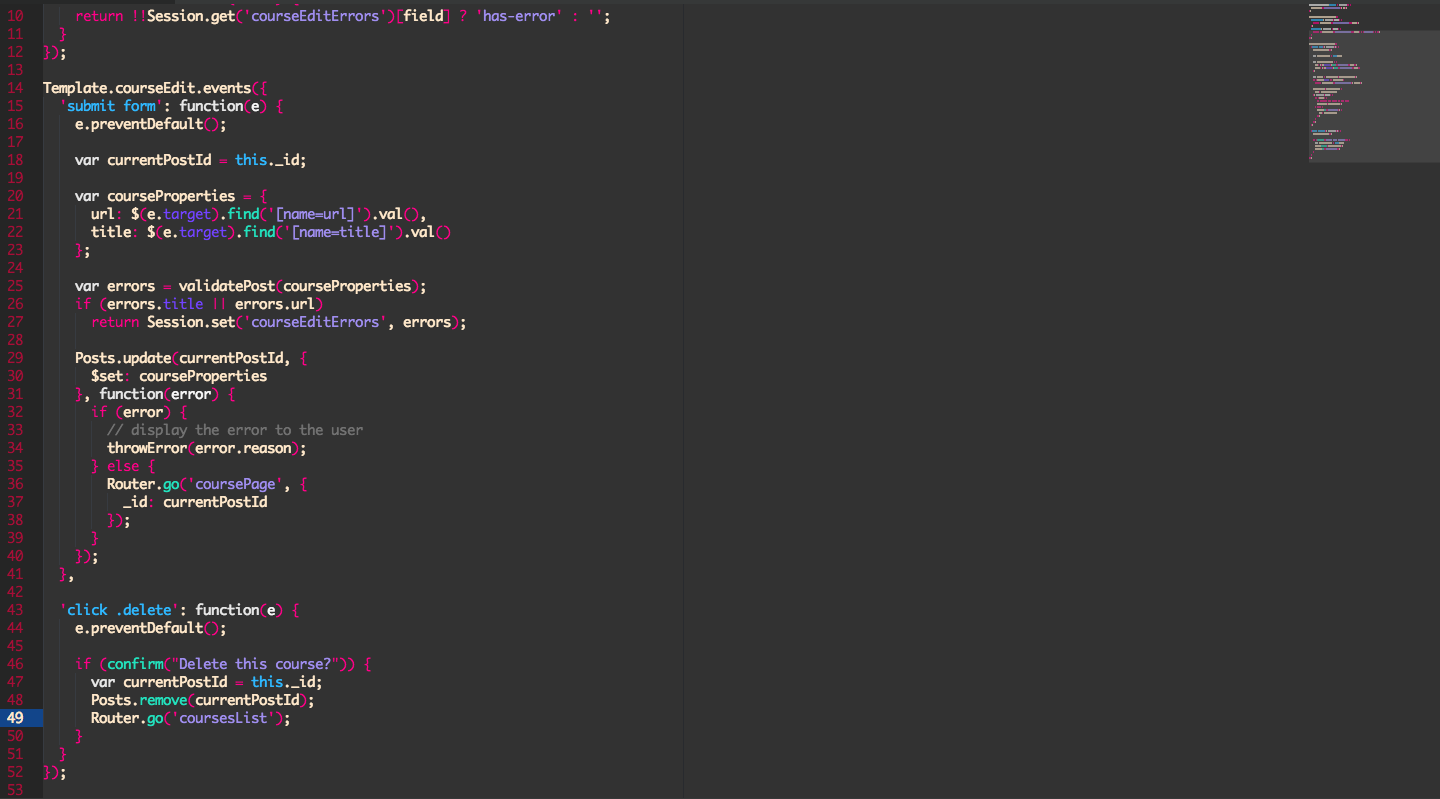 10 return !!Session.get('courseEditErrors')[field] ? 'has-error' : '';
11 }
12 });
13
14 Template.courseEdit.events({
15 'submit form': function(e) {
16 e.preventDefault();
17
18 var currentPostId = this._id;
19
20 var courseProperties = {
21 url: $(e.target).find('[name=url]').val(),
22 title: $(e.target).find('[name=title]').val()
23 };
24
25 var errors = validatePost(courseProperties);
26 if (errors.title || errors.url)
27 return Session.set('courseEditErrors', errors);
28
29 Posts.update(currentPostId, {
30 $set: courseProperties
31 }, function(error) {
32 if (error) {
33 // display the error to the user
34 throwError(error.reason);
35 } else {
36 Router.go('coursePage', {
37 _id: currentPostId
38 });
39 }
40 });
41 },
42
43 'click .delete': function(e) {
44 e.preventDefault();
45
46 if (confirm("Delete this course?")) {
47 var currentPostId = this._id;
48 Posts.remove(currentPostId);
49 Router.go('coursesList');
50 }
51 }
52 });
53